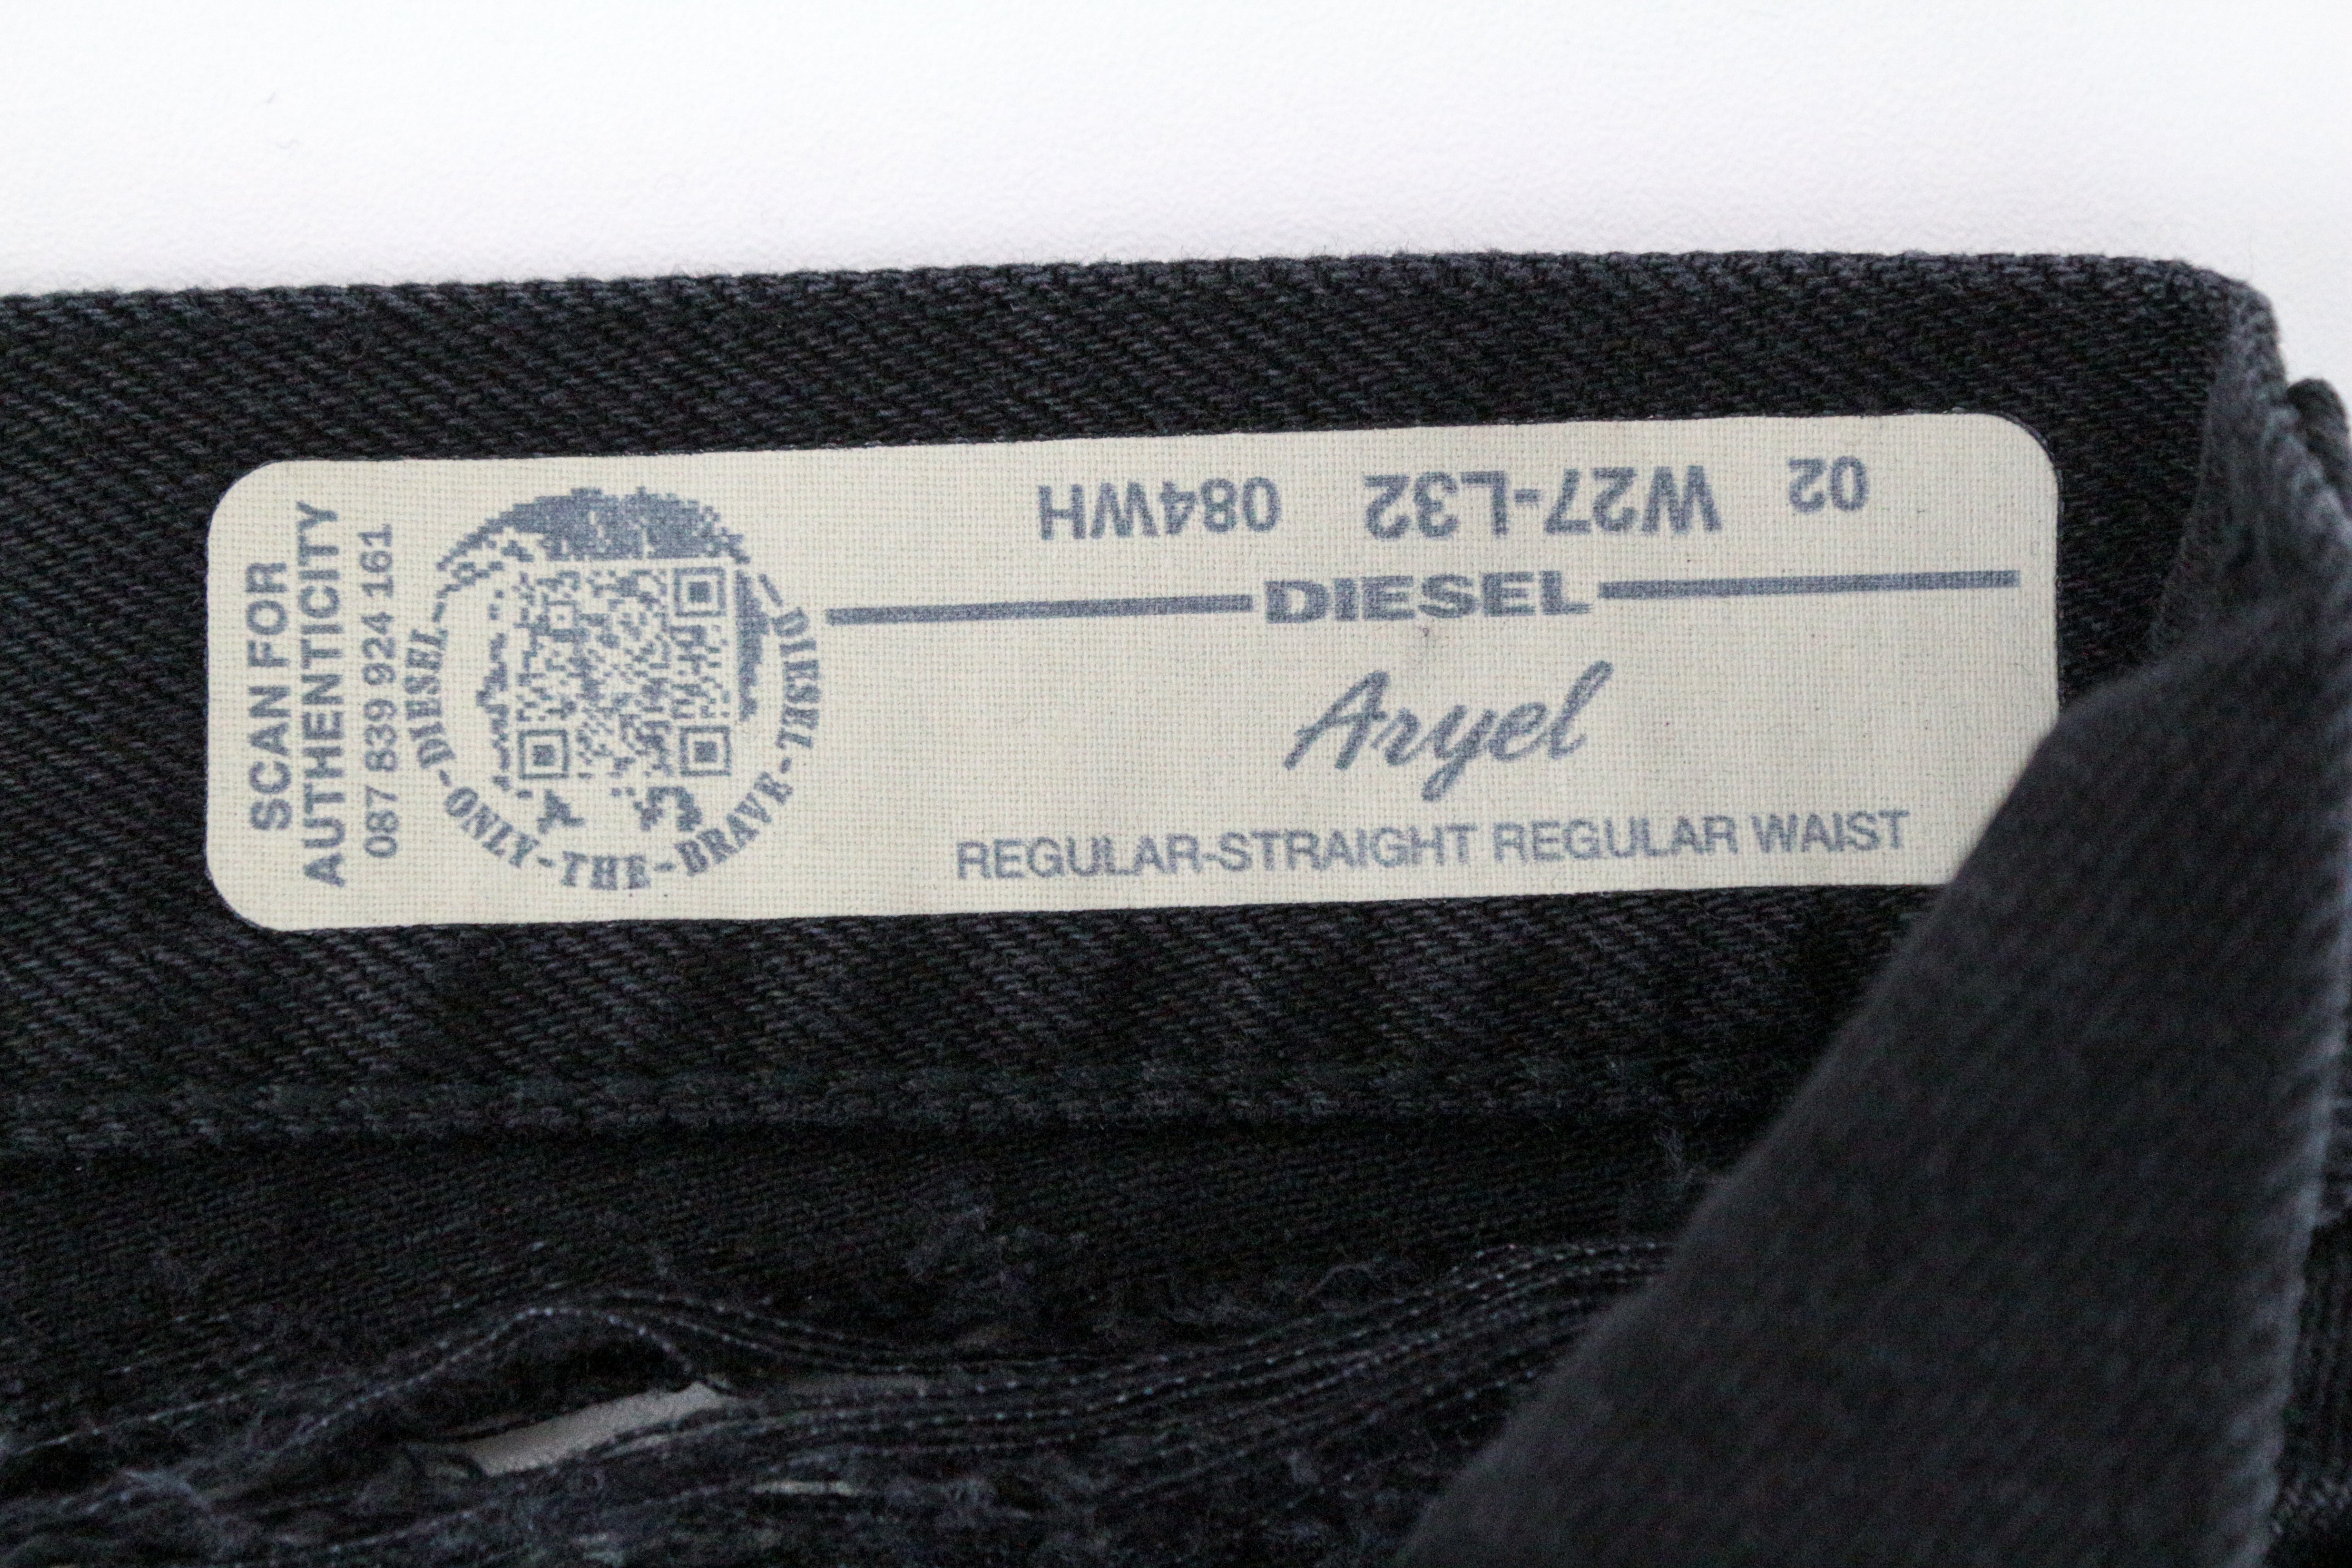 SCAN FOR
AUTHENTICITY
087 839 924 161
DIESEL-ONLY-THE-BRAVE-DIESEL
02 W27-L32 084WH
DIESEL
Aryel
REGULAR-STRAIGHT REGULAR WAIST